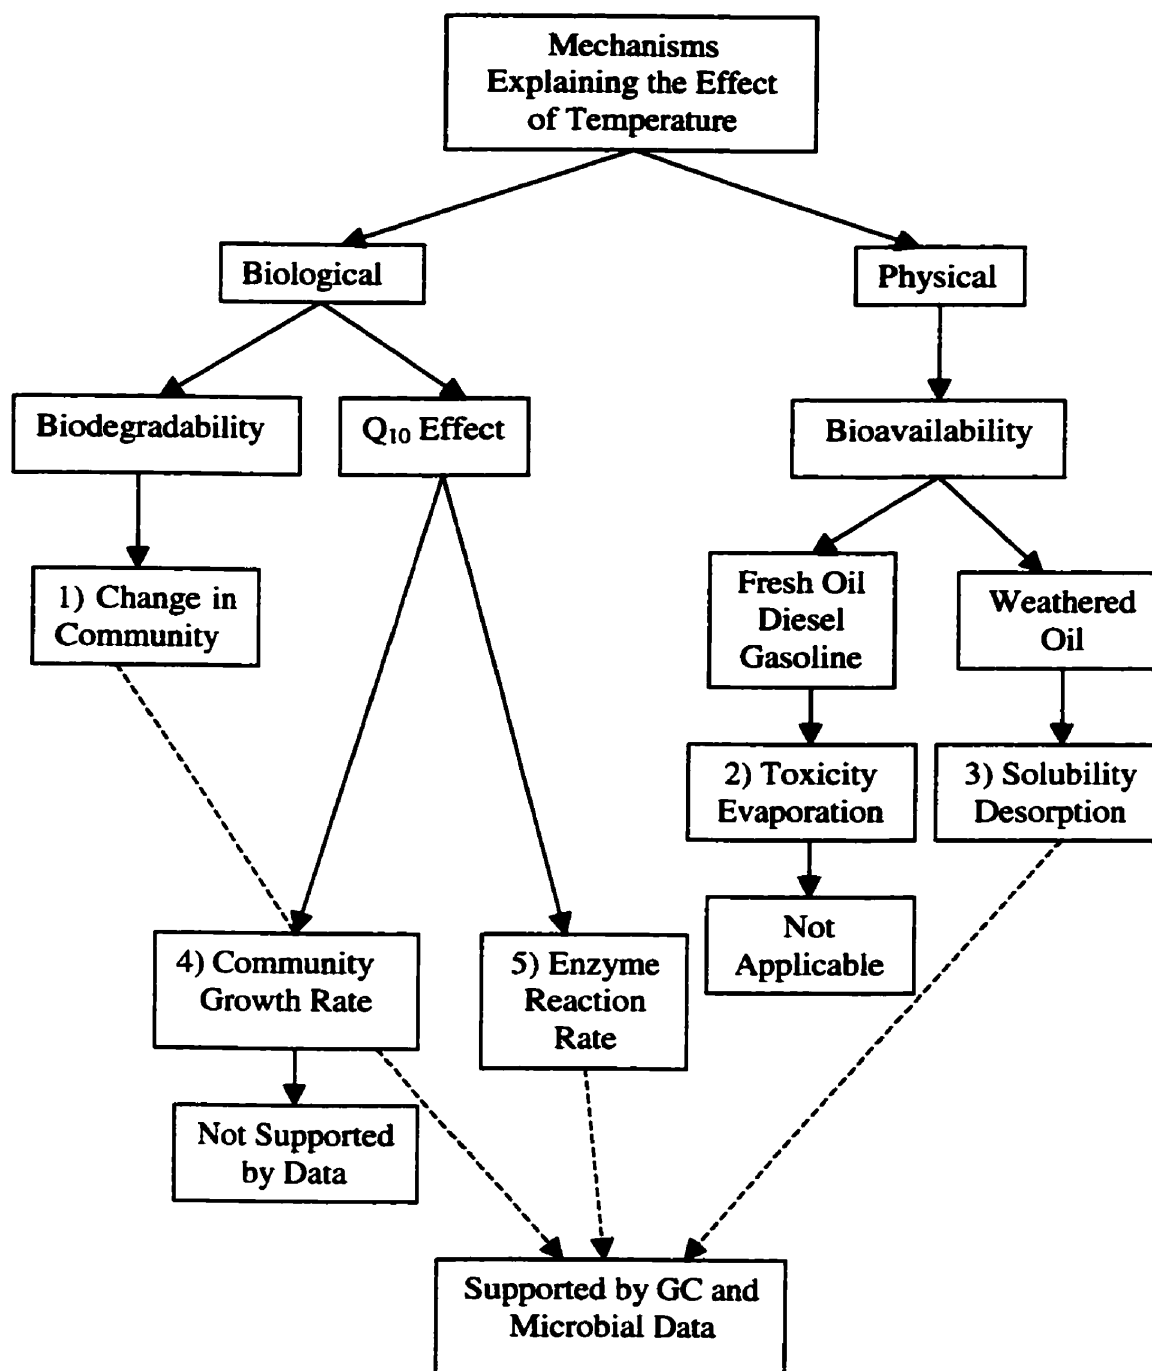 Mechanisms
Explaining the Effect
of Temperature
Biological
Physical
Biodegradability
Q₁₀ Effect
Bioavailability
1) Change in
Community
Fresh Oil
Diesel
Gasoline
Weathered
Oil
2) Toxicity
Evaporation
3) Solubility
Desorption
Not
Applicable
4) Community
Growth Rate
5) Enzyme
Reaction
Rate
Not Supported
by Data
Supported by GC and
Microbial Data